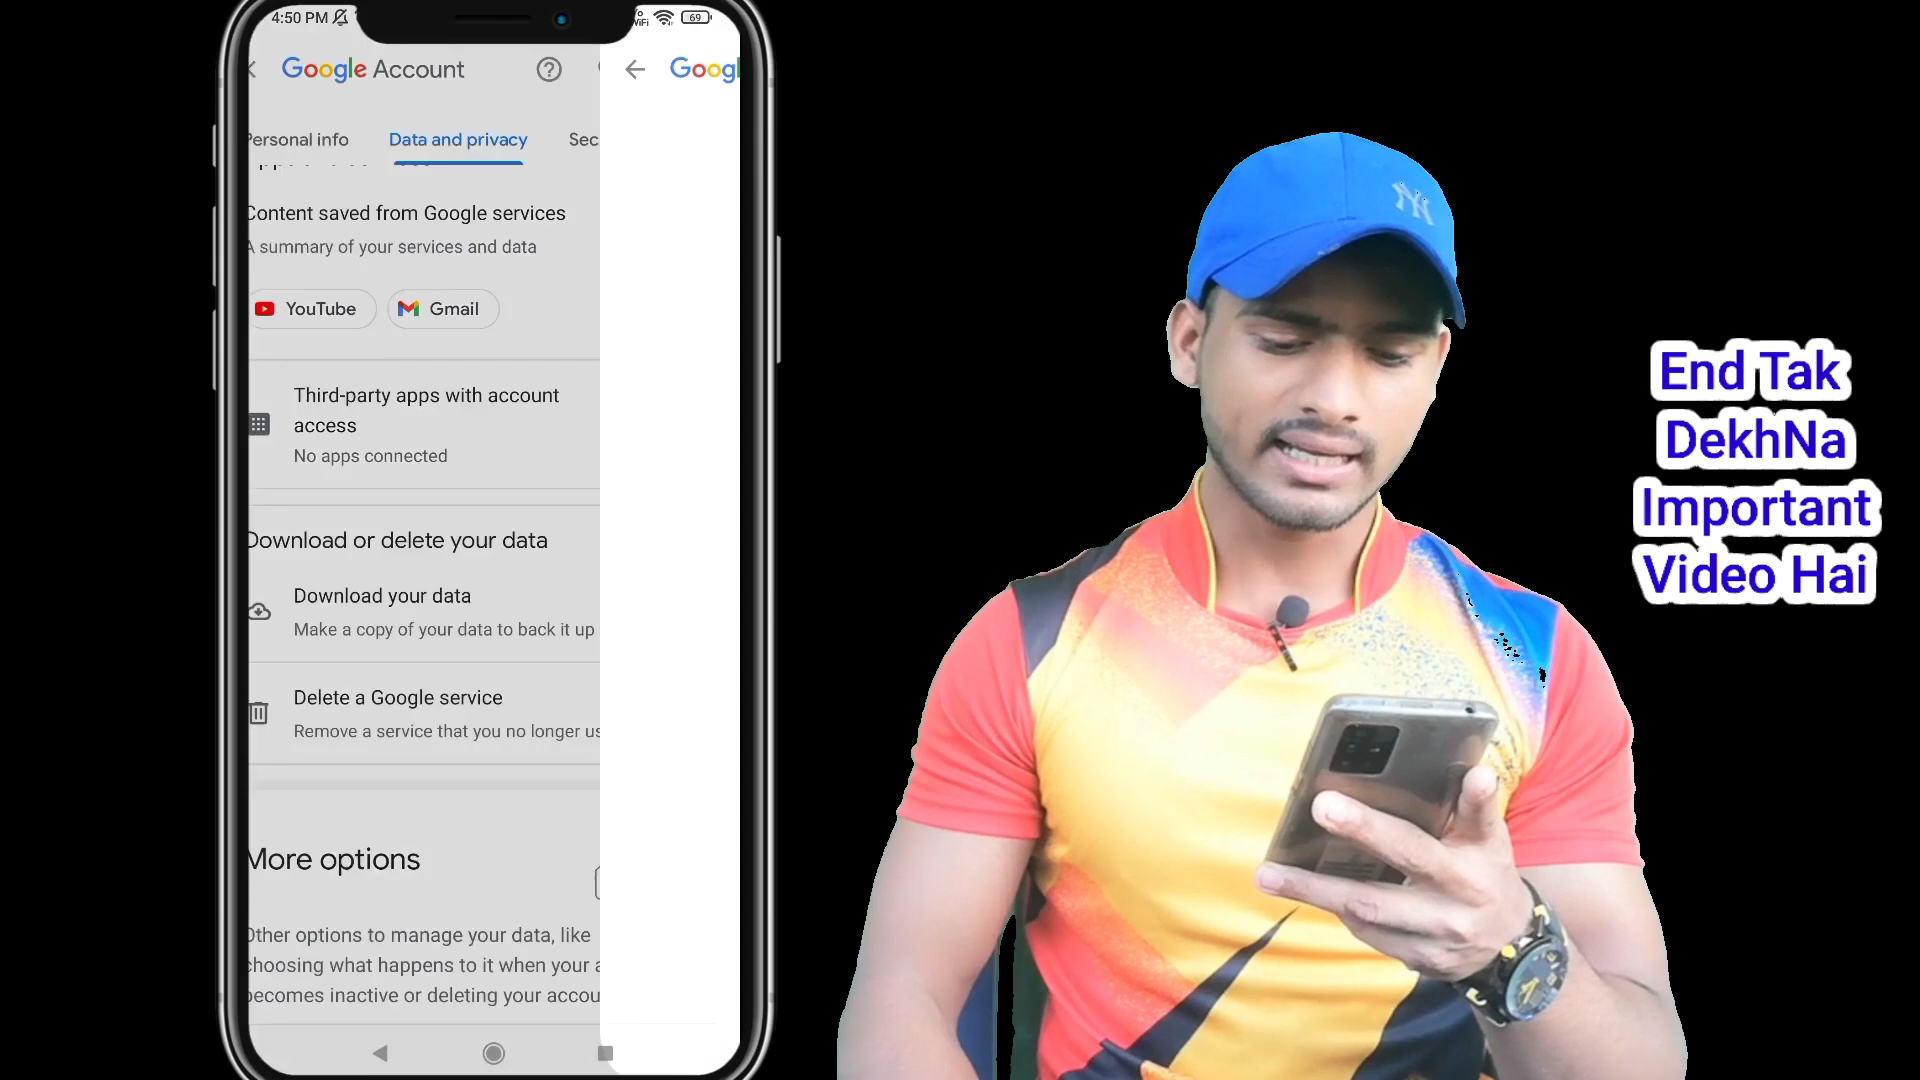 4:50 PM
WiFi
69
Google Account
Googl
Personal info
Data and privacy
Sec
Content saved from Google services
A summary of your services and data
YouTube
Gmail
Third-party apps with account
access
No apps connected
Download or delete your data
Download your data
Make a copy of your data to back it up
Delete a Google service
Remove a service that you no longer us
More options
Other options to manage your data, like
choosing what happens to it when your a
becomes inactive or deleting your accou
NY
End Tak
DekhNa
Important
Video Hai